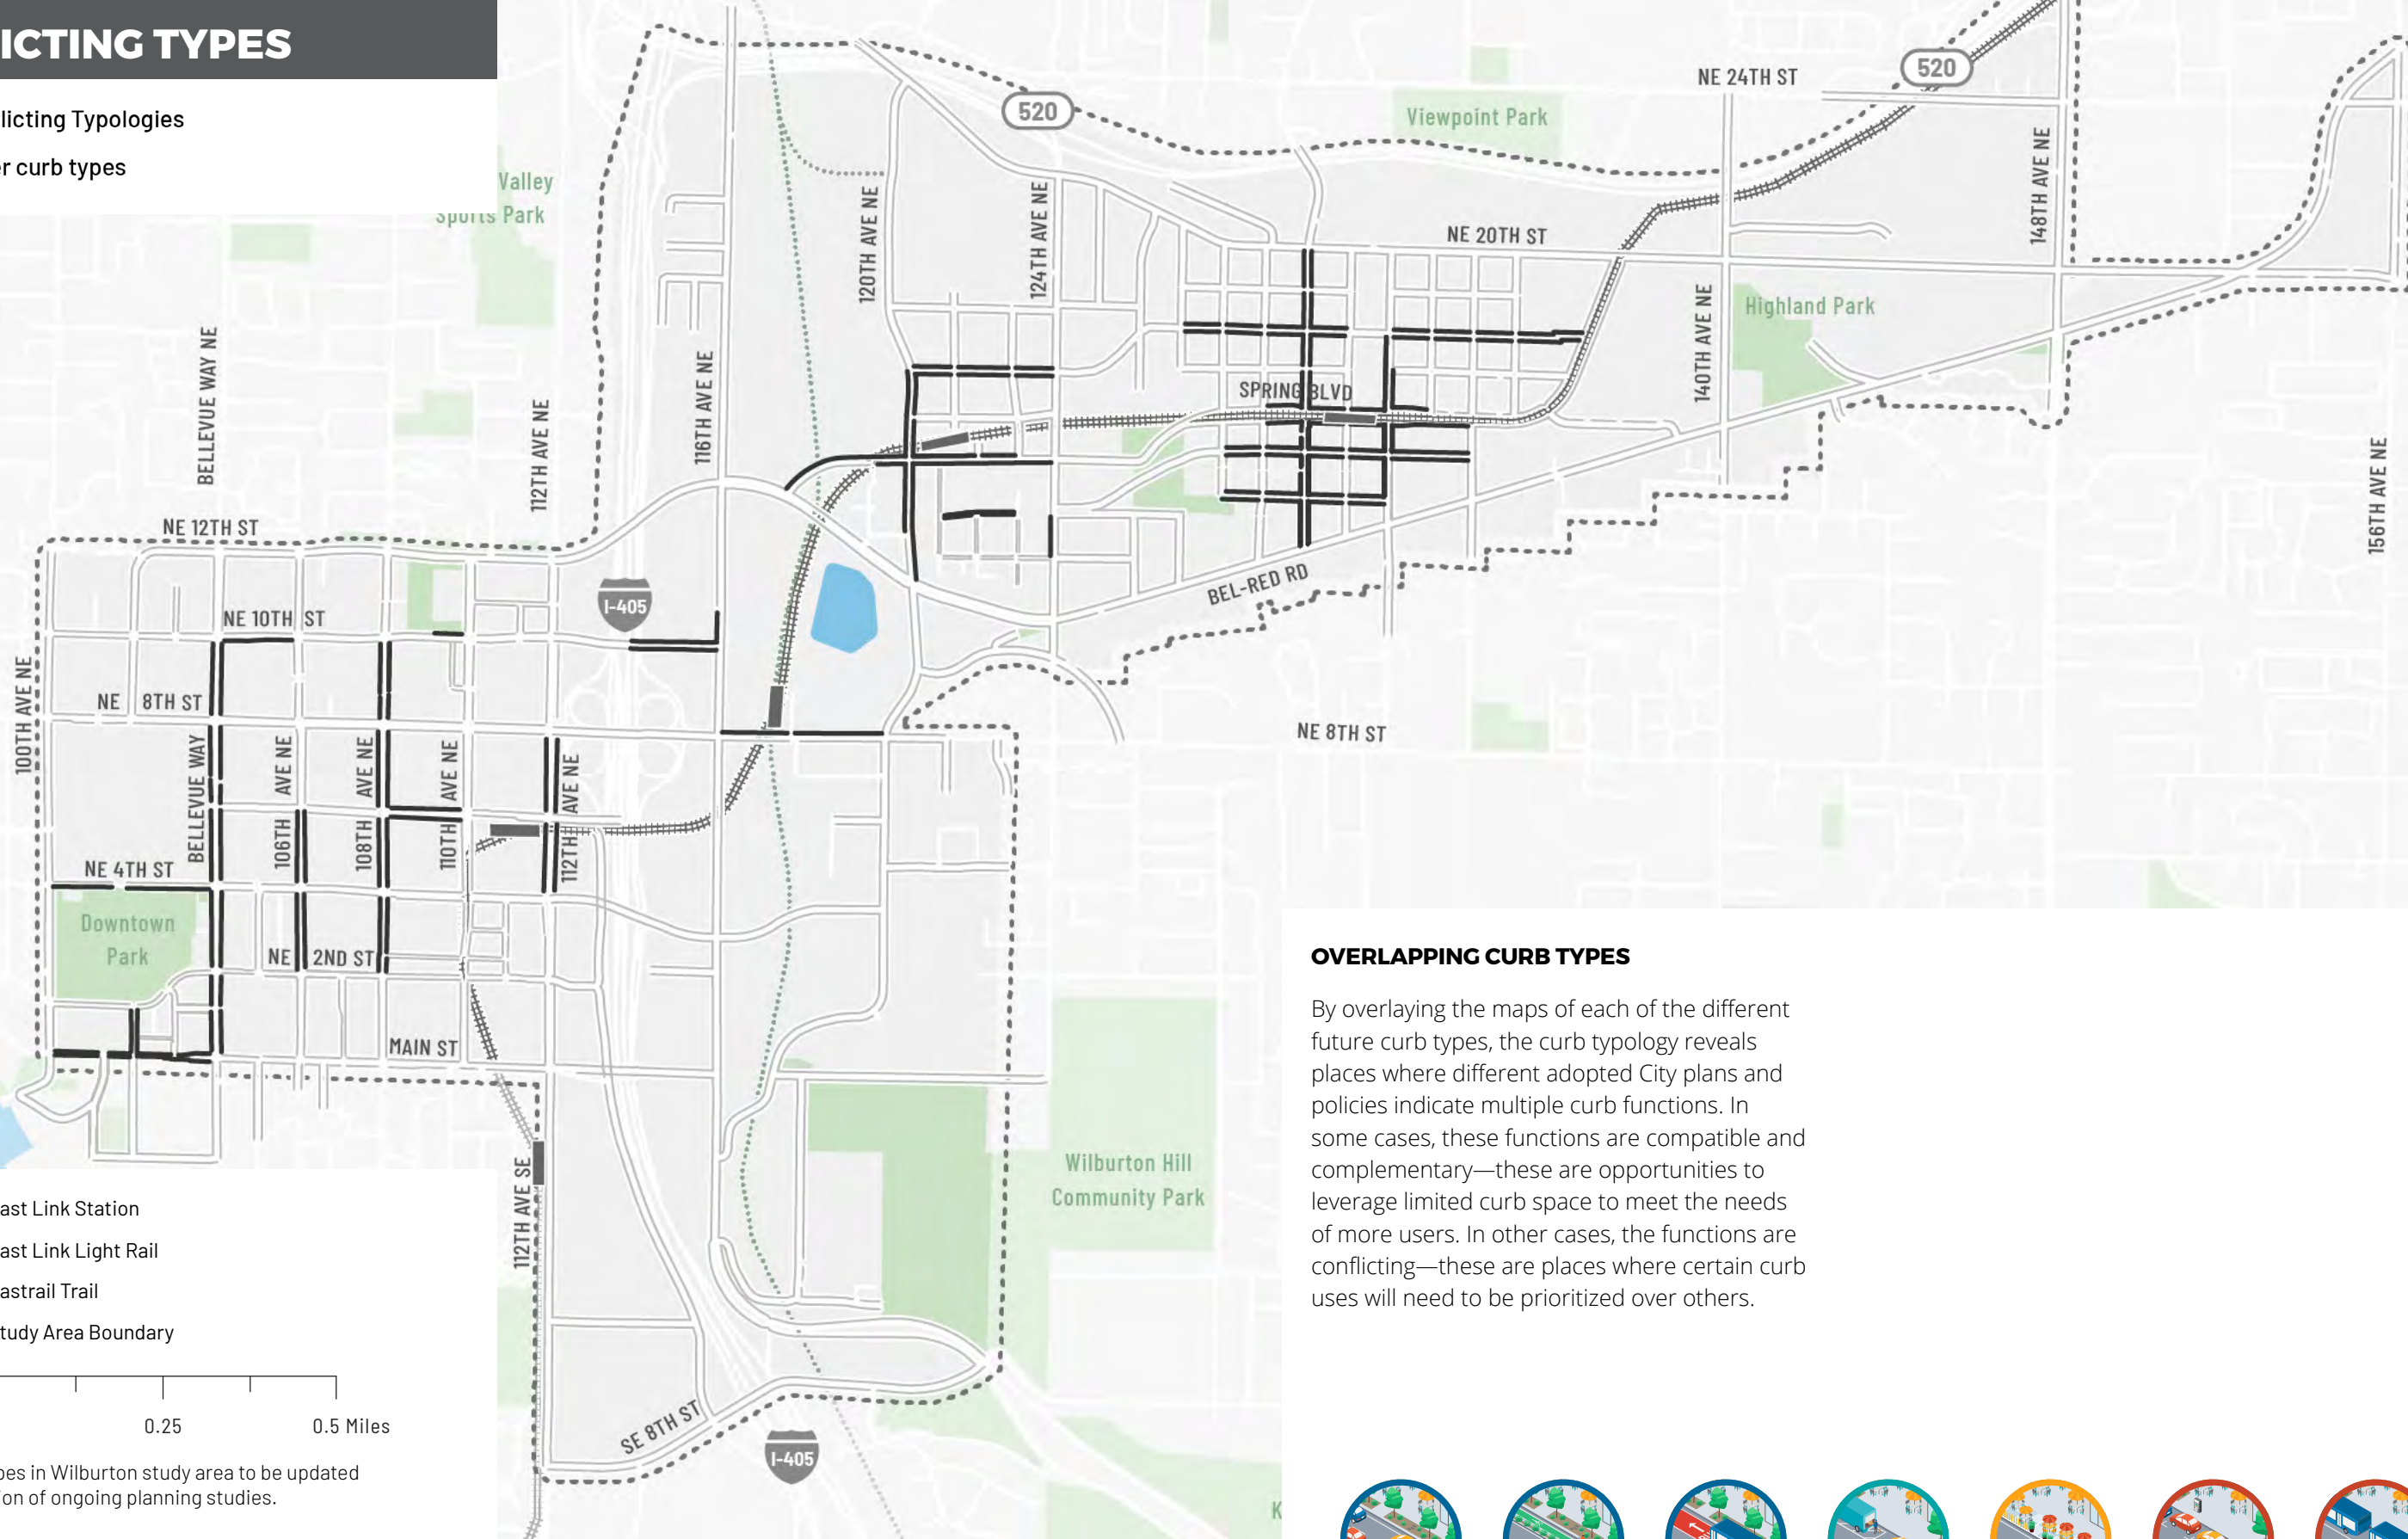 ICTING TYPES
licting Typologies
er curb types
Valley
Sports Park
520
520
NE 24TH ST
Viewpoint Park
148TH AVE NE
120TH AVE NE
124TH AVE NE
NE 20TH ST
140TH AVE NE
Highland Park
BELLEVUE WAY NE
112TH AVE NE
116TH AVE NE
SPRING BLVD
156TH AVE NE
NE 12TH ST
I-405
BEL-RED RD
NE 10TH ST
100TH AVE NE
NE 8TH ST
NE 8TH ST
BELLEVUE WAY
106TH AVE NE
108TH AVE NE
110TH AVE NE
112TH AVE NE
NE 4TH ST
Downtown
Park
NE 2ND ST
MAIN ST
112TH AVE SE
Wilburton Hill
Community Park
SE 8TH ST
I-405
K
ast Link Station
ast Link Light Rail
astrail Trail
tudy Area Boundary
0.25
0.5 Miles
pes in Wilburton study area to be updated
ion of ongoing planning studies.
OVERLAPPING CURB TYPES
By overlaying the maps of each of the different
future curb types, the curb typology reveals
places where different adopted City plans and
policies indicate multiple curb functions. In
some cases, these functions are compatible and
complementary—these are opportunities to
leverage limited curb space to meet the needs
of more users. In other cases, the functions are
conflicting—these are places where certain curb
uses will need to be prioritized over others.